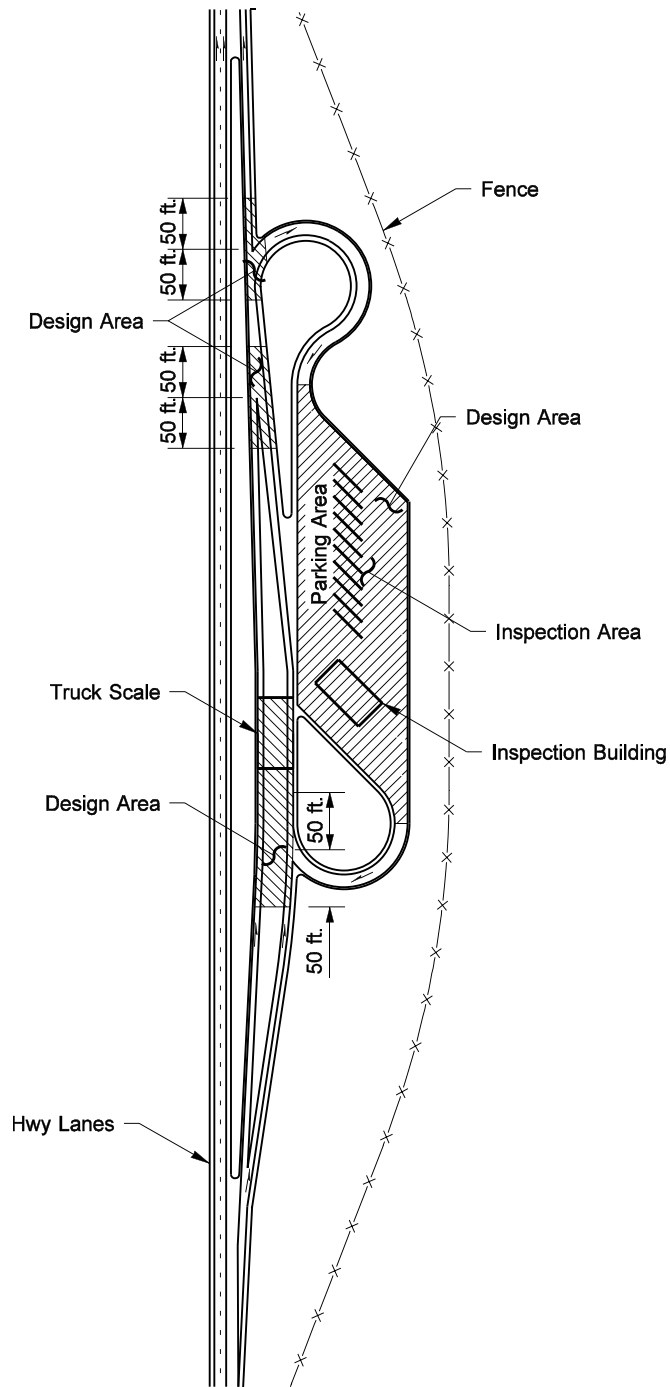 Fence
50 ft.
50 ft.
Design Area
50 ft.
50 ft.
Design Area
Parking Area
Inspection Area
Truck Scale
Inspection Building
Design Area
50 ft.
50 ft.
Hwy Lanes